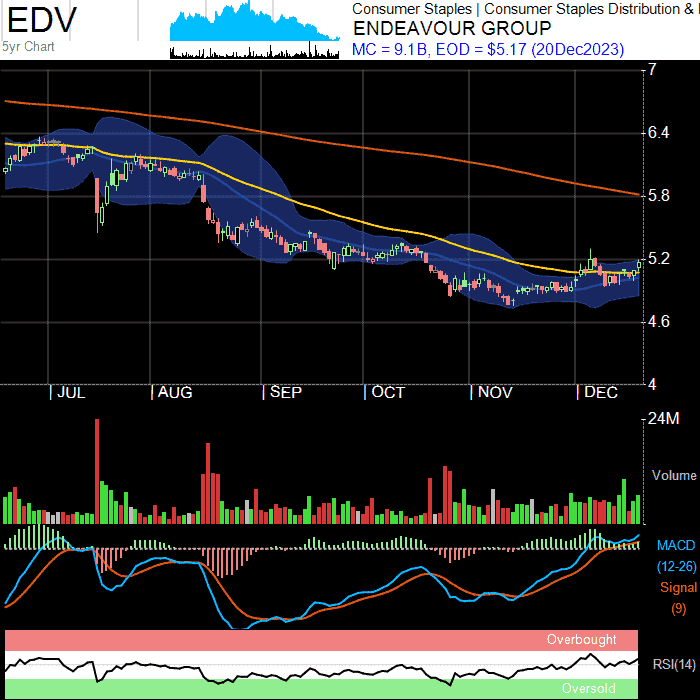 EDV
5yr Chart
Consumer Staples | Consumer Staples Distribution &
ENDEAVOUR GROUP
MC = 9.1B, EOD = $5.17 (20Dec2023)
7
6.4
5.8
5.2
4.6
4
| JUL | AUG | SEP | OCT | NOV | DEC
24M
Volume
MACD
(12-26)
Signal
(9)
Overbought
RSI(14)
Oversold